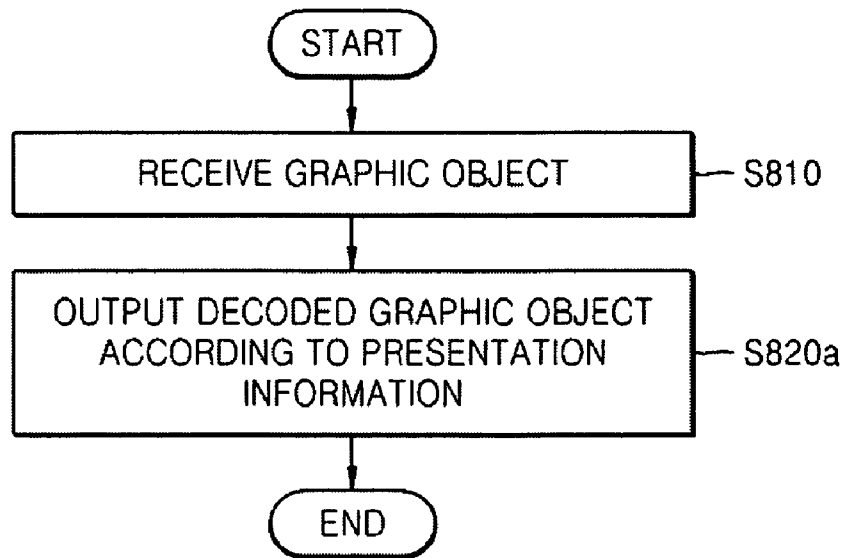 START
RECEIVE GRAPHIC OBJECT
S810
OUTPUT DECODED GRAPHIC OBJECT
ACCORDING TO PRESENTATION
INFORMATION
S820a
END